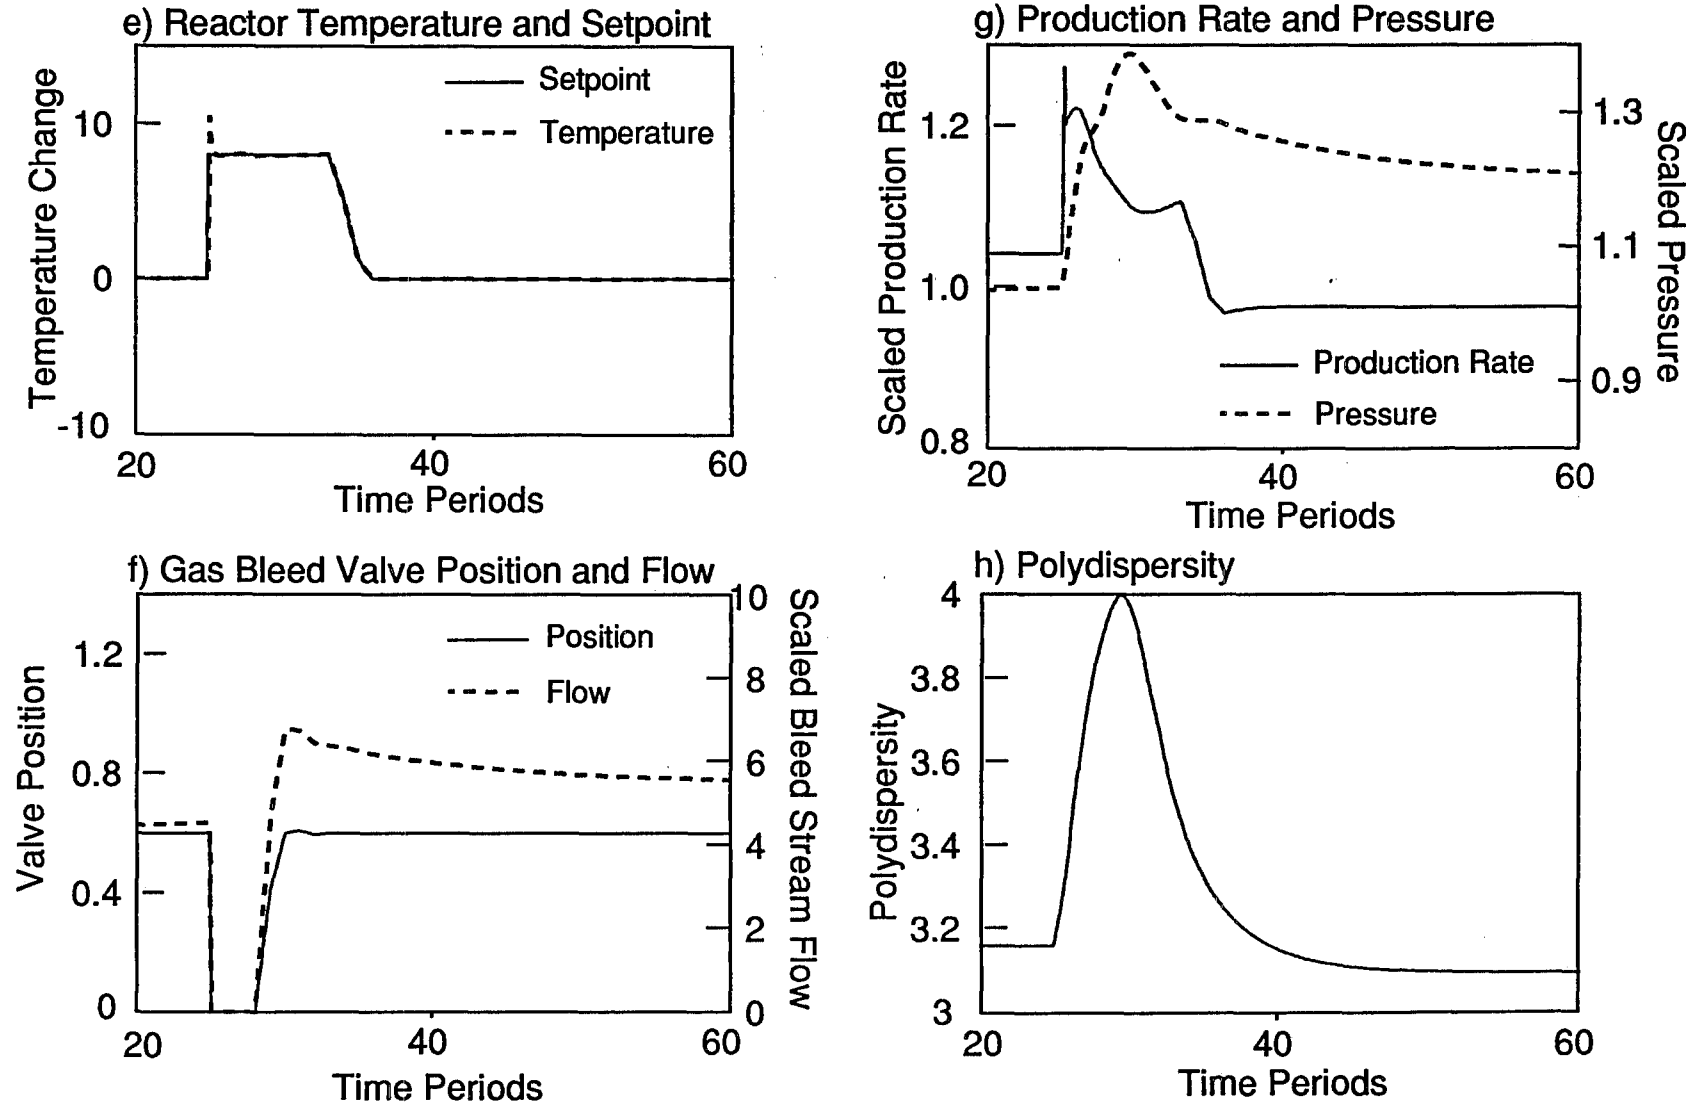 e) Reactor Temperature and Setpoint
Setpoint
Temperature
Temperature Change
10
0
-10
20
40
60
Time Periods
g) Production Rate and Pressure
Scaled Production Rate
1.2
1.0
0.8
1.3
1.1
0.9
Scaled Pressure
Production Rate
Pressure
20
40
60
Time Periods
f) Gas Bleed Valve Position and Flow
Position
Flow
Valve Position
1.2
0.8
0.4
0
10
8
6
4
2
0
Scaled Bleed Stream Flow
20
40
60
Time Periods
h) Polydispersity
Polydispersity
4
3.8
3.6
3.4
3.2
3
20
40
60
Time Periods